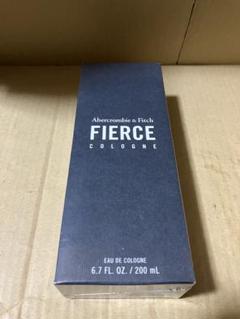 Abercrombie & Fitch
FIERCE
COLOGNE
EAU DE COLOGNE
6.7 FL. OZ. / 200 mL